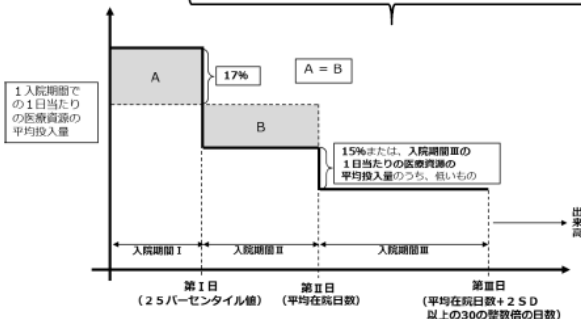 A
17%
A = B
1入院期間で
の1日当たり
の医療資源の
平均投入量
B
15%または、入院期間Ⅲの
1日当たりの医療資源の
平均投入量のうち、低いもの
出来高
入院期間Ⅰ
入院期間Ⅱ
入院期間Ⅲ
第Ⅰ日
(25パーセンタイル値)
第Ⅱ日
(平均在院日数)
第Ⅲ日
(平均在院日数+2SD
以上の30の整数倍の日数)